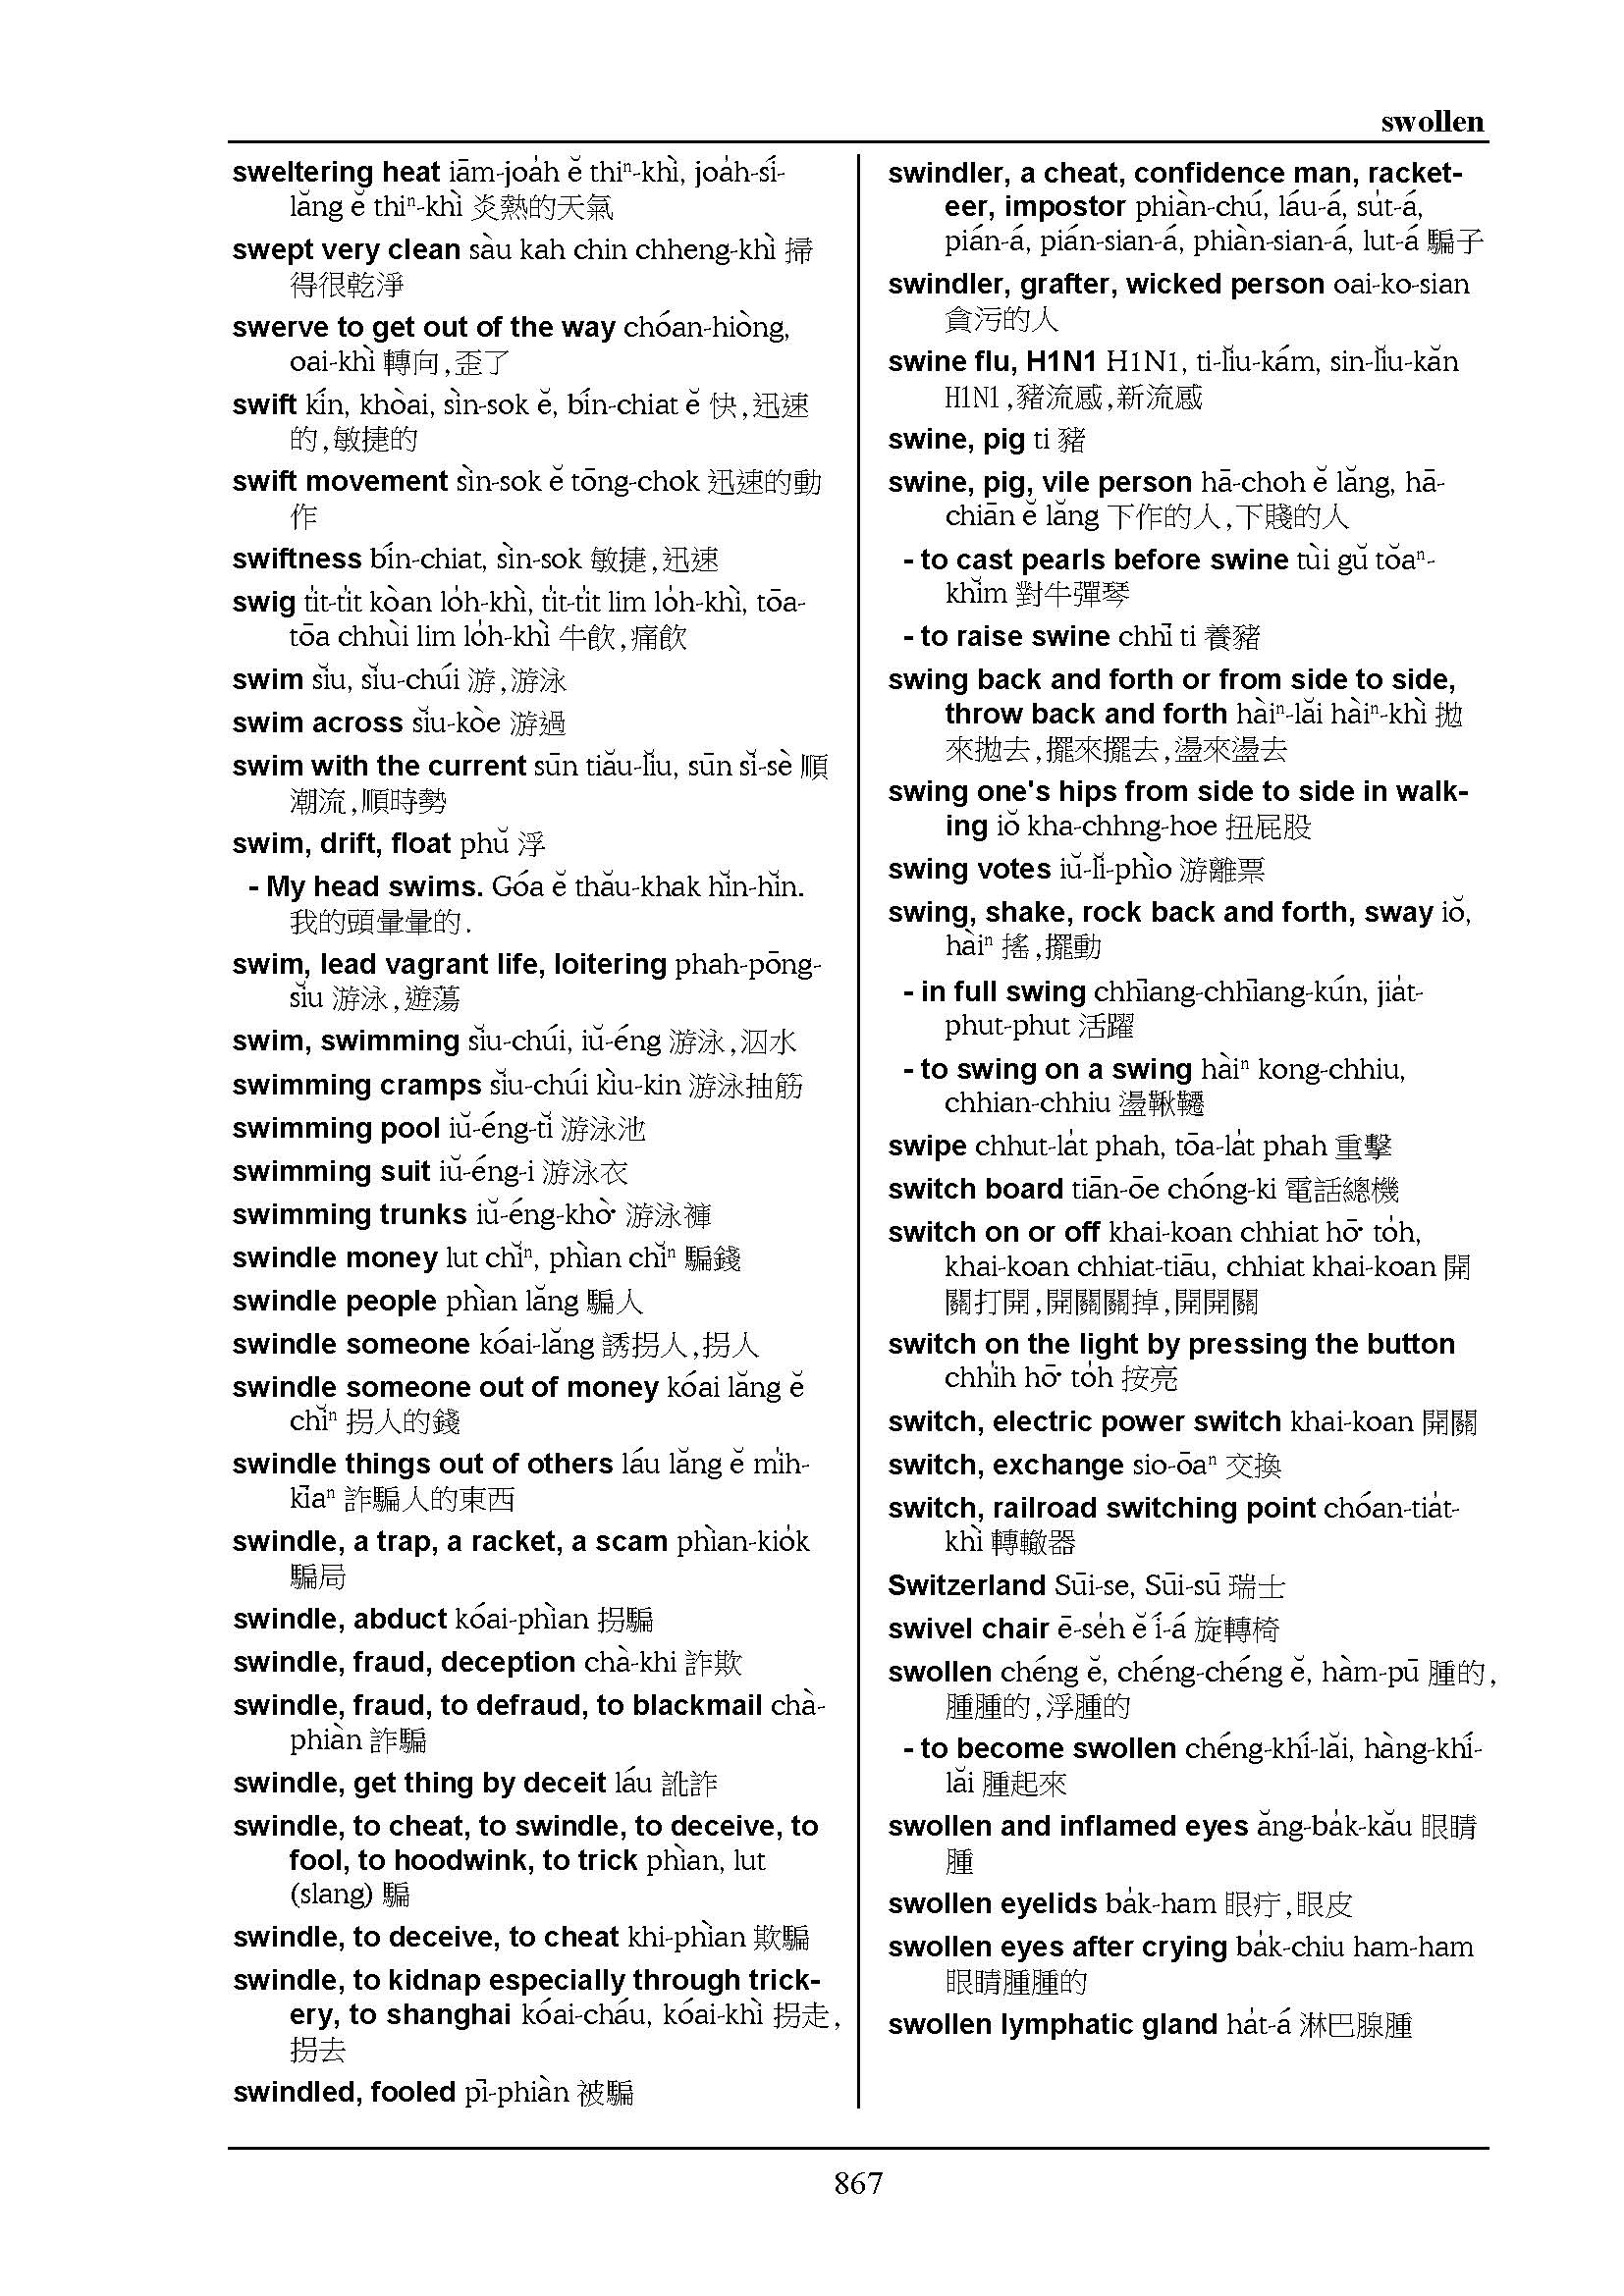 swollen
sweltering heat iām-joa̍h ĕ thiⁿ-khì, joa̍h-sí-
lăng ĕ thiⁿ-khì 炎熱的天氣
swept very clean sàu kah chin chheng-khì 掃
得很乾淨
swerve to get out of the way chóan-hiòng,
oai-khì 轉向,歪了
swift kín, khòai, sìn-sok ĕ, bín-chiat ĕ 快,迅速
的,敏捷的
swift movement sìn-sok ĕ tōng-chok 迅速的動
作
swiftness bín-chiat, sìn-sok 敏捷,迅速
swig ti̍t-ti̍t kòan lo̍h-khì, ti̍t-ti̍t lim lo̍h-khì, tōa-
tōa chhùi lim lo̍h-khì 牛飲,痛飲
swim sĭu, sĭu-chúi 游,游泳
swim across sĭu-kòe 游過
swim with the current sūn tiău-lĭu, sūn sĭ-sè 順
潮流,順時勢
swim, drift, float phŭ 浮
- My head swims. Góa ĕ thău-khak hĭn-hĭn.
我的頭暈暈的.
swim, lead vagrant life, loitering phah-pōng-
sĭu 游泳,遊蕩
swim, swimming sĭu-chúi, iŭ-éng 游泳,泅水
swimming cramps sĭu-chúi kìu-kin 游泳抽筋
swimming pool iŭ-éng-tĭ 游泳池
swimming suit iŭ-éng-i 游泳衣
swimming trunks iŭ-éng-khò͘ 游泳褲
swindle money lut chĭⁿ, phìan chĭⁿ 騙錢
swindle people phìan lăng 騙人
swindle someone kóai-lăng 誘拐人,拐人
swindle someone out of money kóai lăng ĕ
chĭⁿ 拐人的錢
swindle things out of others láu lăng ĕ mi̍h-
kīaⁿ 詐騙人的東西
swindle, a trap, a racket, a scam phìan-kio̍k
騙局
swindle, abduct kóai-phìan 拐騙
swindle, fraud, deception chà-khi 詐欺
swindle, fraud, to defraud, to blackmail chà-
phiàn 詐騙
swindle, get thing by deceit láu 訛詐
swindle, to cheat, to swindle, to deceive, to
fool, to hoodwink, to trick phìan, lut
(slang) 騙
swindle, to deceive, to cheat khi-phìan 欺騙
swindle, to kidnap especially through trick-
ery, to shanghai kóai-cháu, kóai-khì 拐走,
拐去
swindled, fooled pī-phiàn 被騙
swindler, a cheat, confidence man, racket-
eer, impostor phiàn-chú, láu-á, su̍t-á,
pián-á, pián-sian-á, phiàn-sian-á, lut-á 騙子
swindler, grafter, wicked person oai-ko-sian
貪污的人
swine flu, H1N1 H1N1, ti-lĭu-kám, sin-lĭu-kăn
H1N1,豬流感,新流感
swine, pig ti 豬
swine, pig, vile person hā-choh ĕ lăng, hā-
chiān ĕ lăng 下作的人,下賤的人
- to cast pearls before swine tùi gŭ tŏaⁿ-
khĭm 對牛彈琴
- to raise swine chhī ti 養豬
swing back and forth or from side to side,
throw back and forth hàiⁿ-lăi hàiⁿ-khì 拋
來拋去,擺來擺去,盪來盪去
swing one's hips from side to side in walk-
ing iŏ kha-chhng-hoe 扭屁股
swing votes iŭ-lĭ-phìo 游離票
swing, shake, rock back and forth, sway iŏ,
hàiⁿ 搖,擺動
- in full swing chhīang-chhīang-kún, jia̍t-
phut-phut 活躍
- to swing on a swing hàiⁿ kong-chhiu,
chhian-chhiu 盪鞦韆
swipe chhut-la̍t phah, tōa-la̍t phah 重擊
switch board tiān-ōe chóng-ki 電話總機
switch on or off khai-koan chhiat hō͘ to̍h,
khai-koan chhiat-tiāu, chhiat khai-koan 開
關打開,開關關掉,開開關
switch on the light by pressing the button
chhi̍h hō͘ to̍h 按亮
switch, electric power switch khai-koan 開關
switch, exchange sio-ōaⁿ 交換
switch, railroad switching point chóan-tia̍t-
khì 轉轍器
Switzerland Sūi-se, Sūi-sū 瑞士
swivel chair ē-se̍h ĕ í-á 旋轉椅
swollen chéng ĕ, chéng-chéng ĕ, hàm-pū 腫的,
腫腫的,浮腫的
- to become swollen chéng-khí-lăi, hàng-khí-
lăi 腫起來
swollen and inflamed eyes ăng-ba̍k-kău 眼睛
腫
swollen eyelids ba̍k-ham 眼疔,眼皮
swollen eyes after crying ba̍k-chiu ham-ham
眼睛腫腫的
swollen lymphatic gland ha̍t-á 淋巴腺腫
867